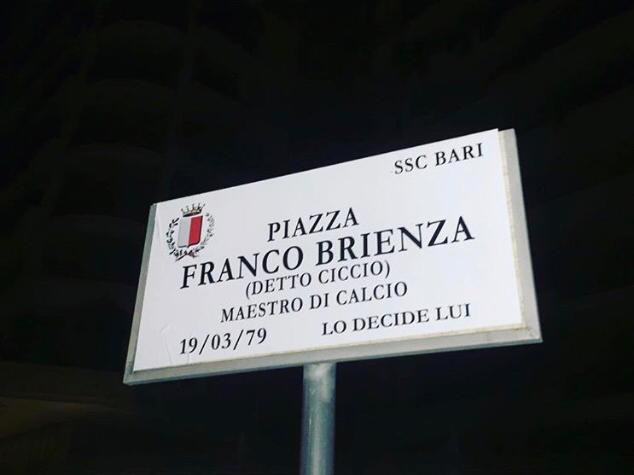 SSC BARI
PIAZZA
FRANCO BRIENZA
(DETTO CICCIO)
MAESTRO DI CALCIO
19/03/79 LO DECIDE LUI